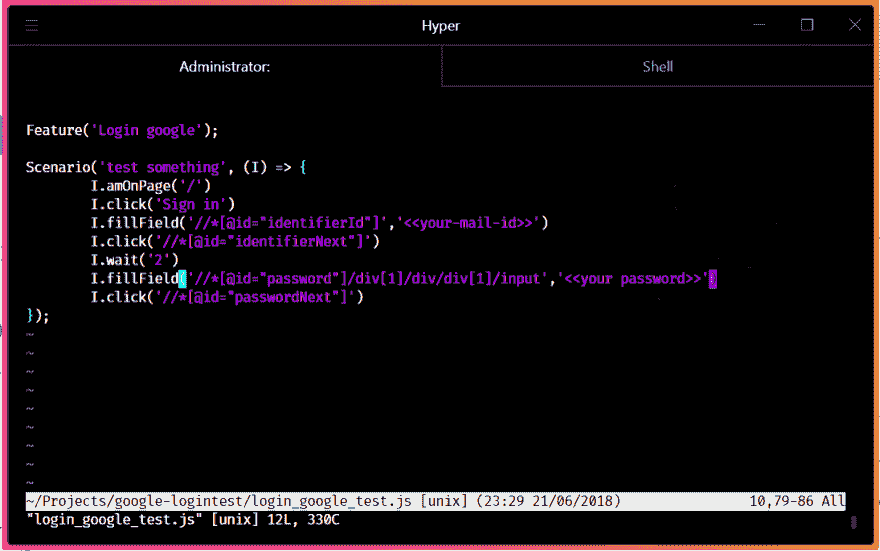 Hyper
Administrator:
Shell
Feature('Login google');
Scenario('test something', (I) => {
I.amOnPage('/')
I.click('Sign in')
I.fillField('//*[@id="identifierId"]','<<your-mail-id>>')
I.click('//*[@id="identifierNext"]')
I.wait('2')
I.fillField('//*[@id="password"]/div[1]/div/div[1]/input','<<your password>>')
I.click('//*[@id="passwordNext"]')
});
~
~
~
~
~
~
~
~
~
~/Projects/google-logintest/login_google_test.js [unix] (23:29 21/06/2018) 10,79-86 All
"login_google_test.js" [unix] 12L, 330C